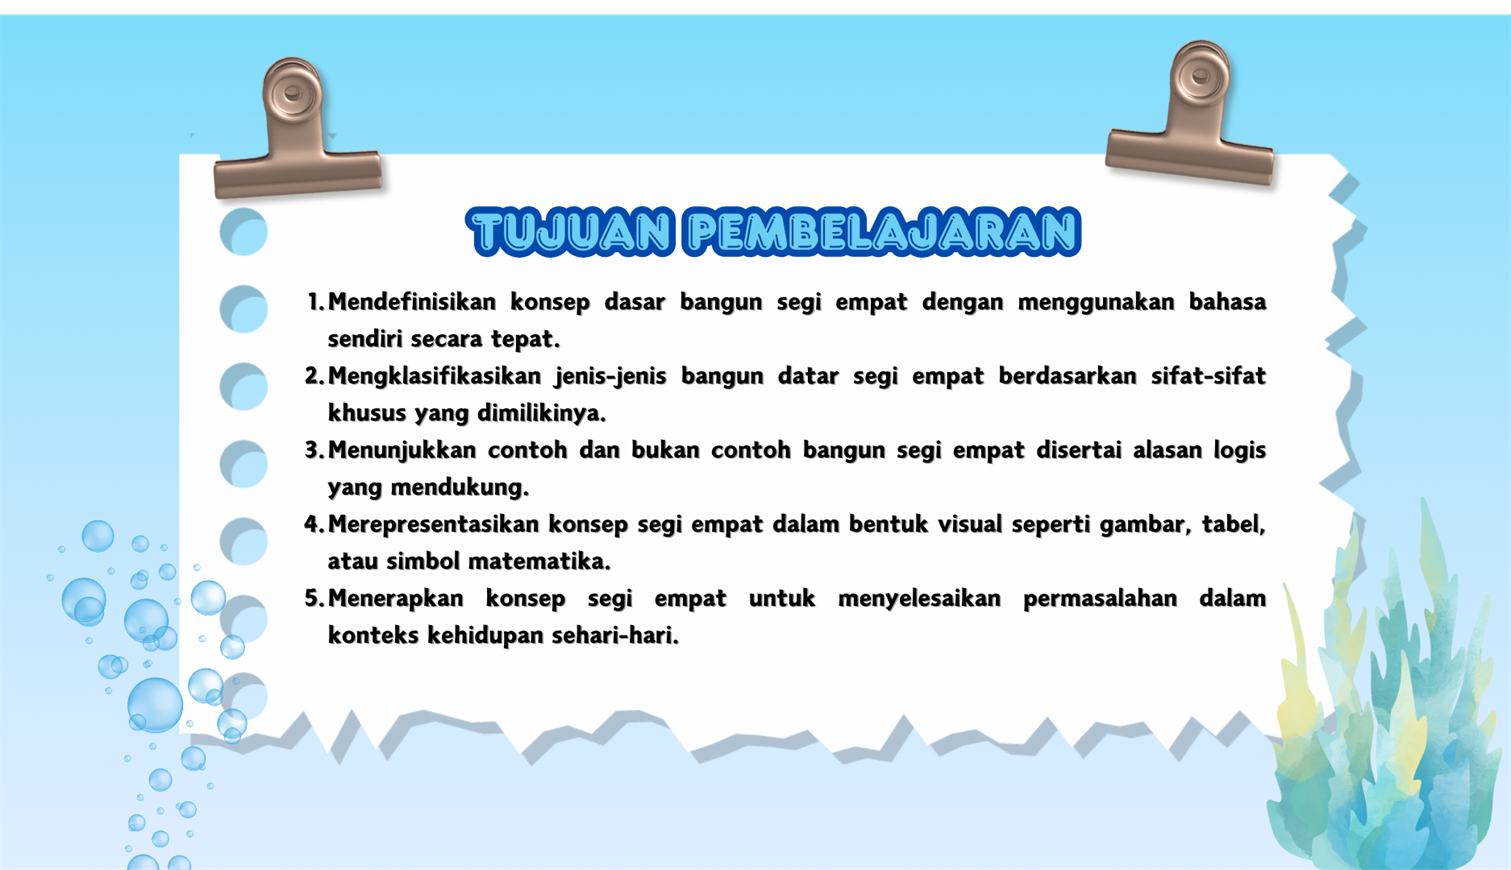 TUJUAN PEMBELAJARAN
1. Mendefinisikan konsep dasar bangun segi empat dengan menggunakan bahasa
sendiri secara tepat.
2. Mengklasifikasikan jenis-jenis bangun datar segi empat berdasarkan sifat-sifat
khusus yang dimilikinya.
3. Menunjukkan contoh dan bukan contoh bangun segi empat disertai alasan logis
yang mendukung.
4. Merepresentasikan konsep segi empat dalam bentuk visual seperti gambar, tabel,
atau simbol matematika.
5. Menerapkan konsep segi empat untuk menyelesaikan permasalahan dalam
konteks kehidupan sehari-hari.